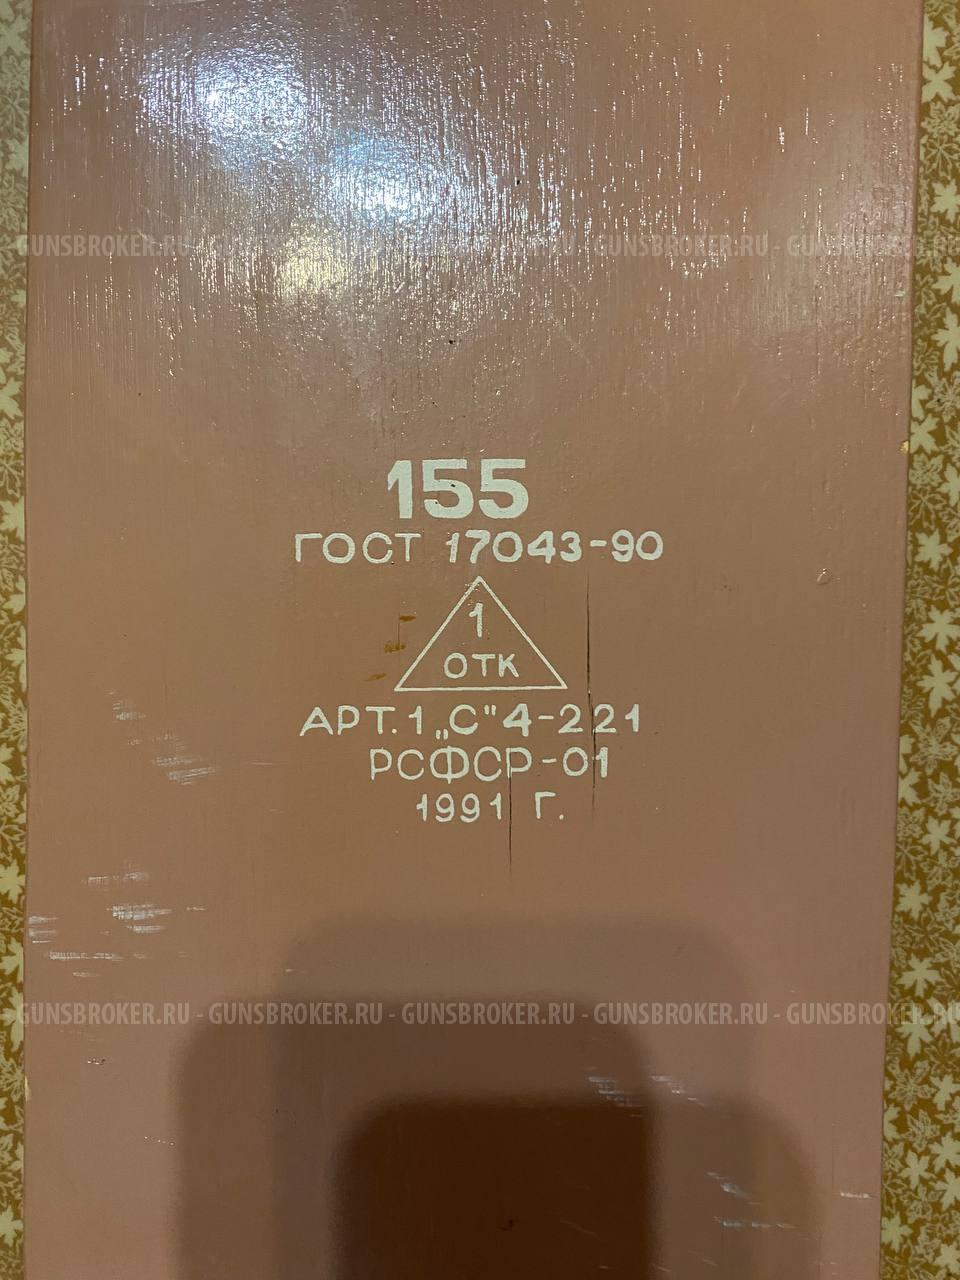 GUNSBROKER.RU - GUNSBROKER.RU - GUNSBROKER.RU - GUNSBROKER.RU - GUNSBROKER.RU
155
ГОСТ 17043-90
1
ОТК
АРТ.1„С"4-221
РСФСР-01
1991 Г.
GUNSBROKER.RU - GUNSBROKER.RU - GUNSBROKER.RU - GUNSBROKER.RU - GUNSBROKER.RU